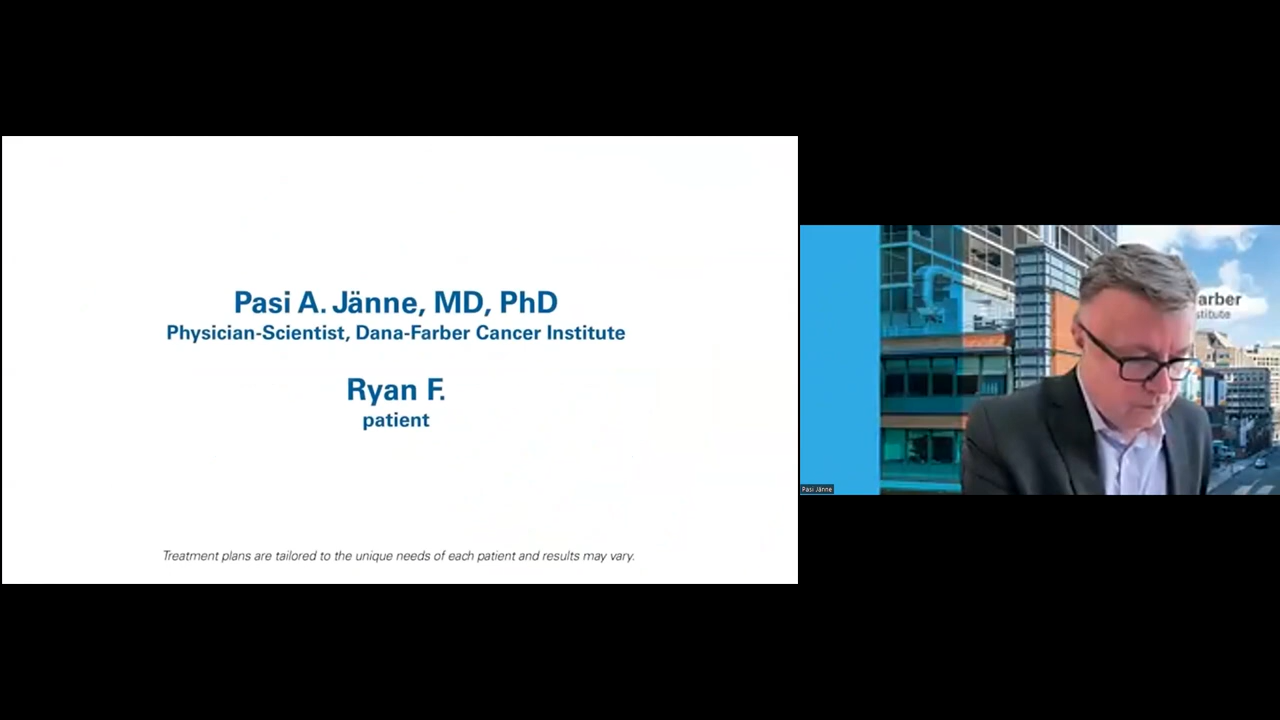 Pasi A. Jänne, MD, PhD
Physician-Scientist, Dana-Farber Cancer Institute
Ryan F.
patient
Treatment plans are tailored to the unique needs of each patient and results may vary.
arber
stitute
Pasi Jänne